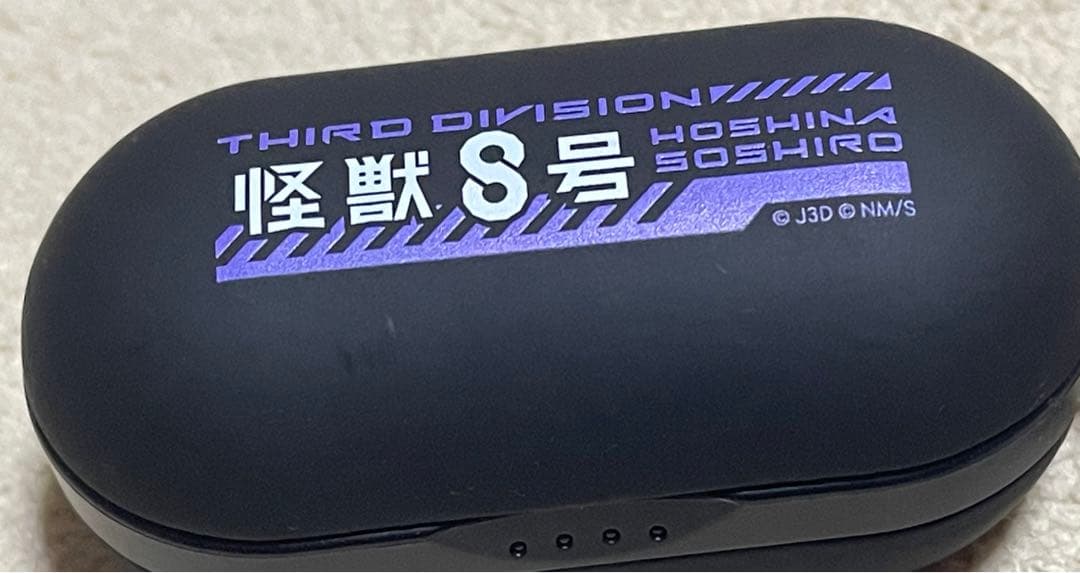 THIRD DIVISION
怪獣8号
HOSHINA
SOSHIRO
© J3D © NM/S